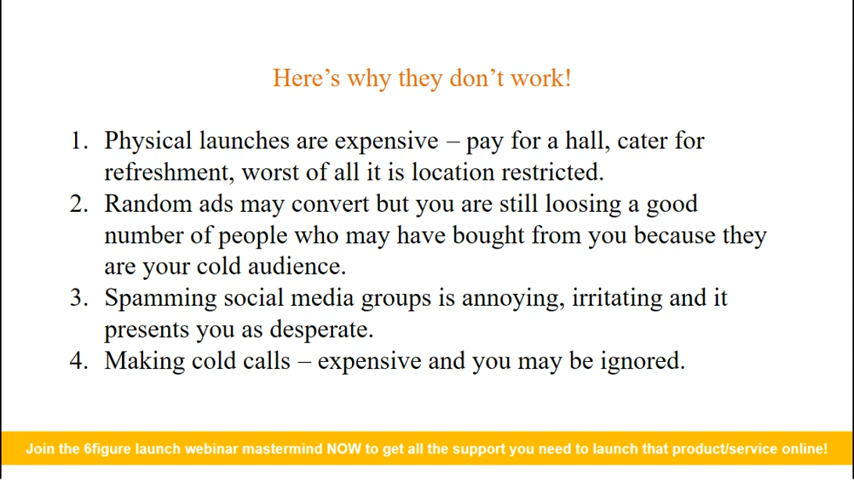 Here's why they don't work!
1. Physical launches are expensive – pay for a hall, cater for
refreshment, worst of all it is location restricted.
2. Random ads may convert but you are still loosing a good
number of people who may have bought from you because they
are your cold audience.
3. Spamming social media groups is annoying, irritating and it
presents you as desperate.
4. Making cold calls – expensive and you may be ignored.
Join the 6figure launch webinar mastermind NOW to get all the support you need to launch that product/service online!